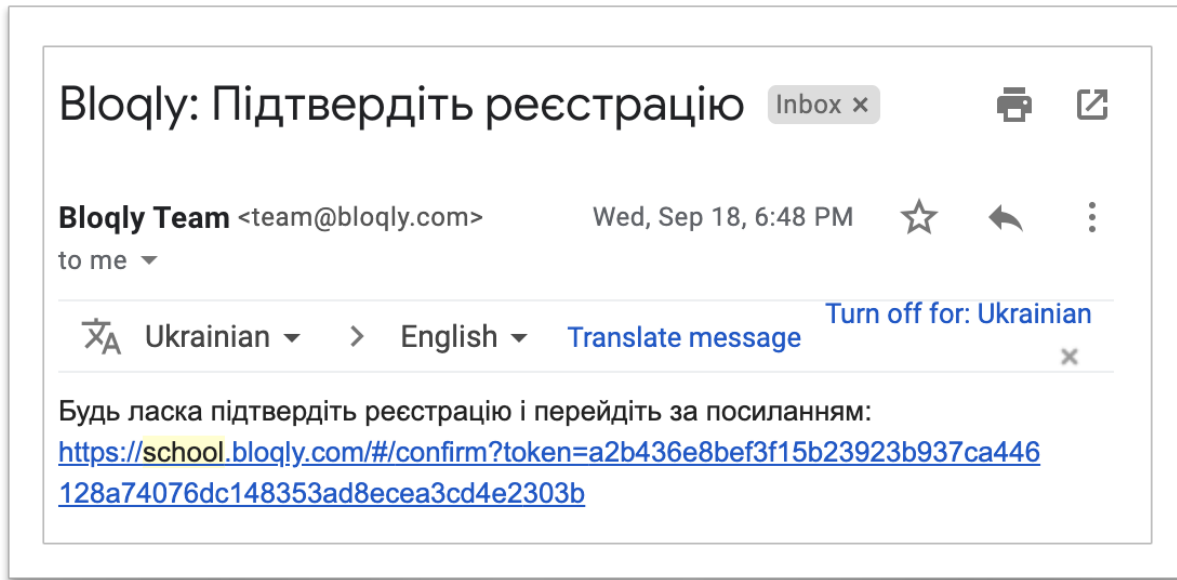 Bloqly: Підтвердіть реєстрацію Inbox ×
Bloqly Team <team@bloqly.com> Wed, Sep 18, 6:48 PM
to me
Turn off for: Ukrainian
Ukrainian > English Translate message ×
Будь ласка підтвердіть реєстрацію і перейдіть за посиланням:
https://school.bloqly.com/#/confirm?token=a2b436e8bef3f15b23923b937ca446
128a74076dc148353ad8ecea3cd4e2303b